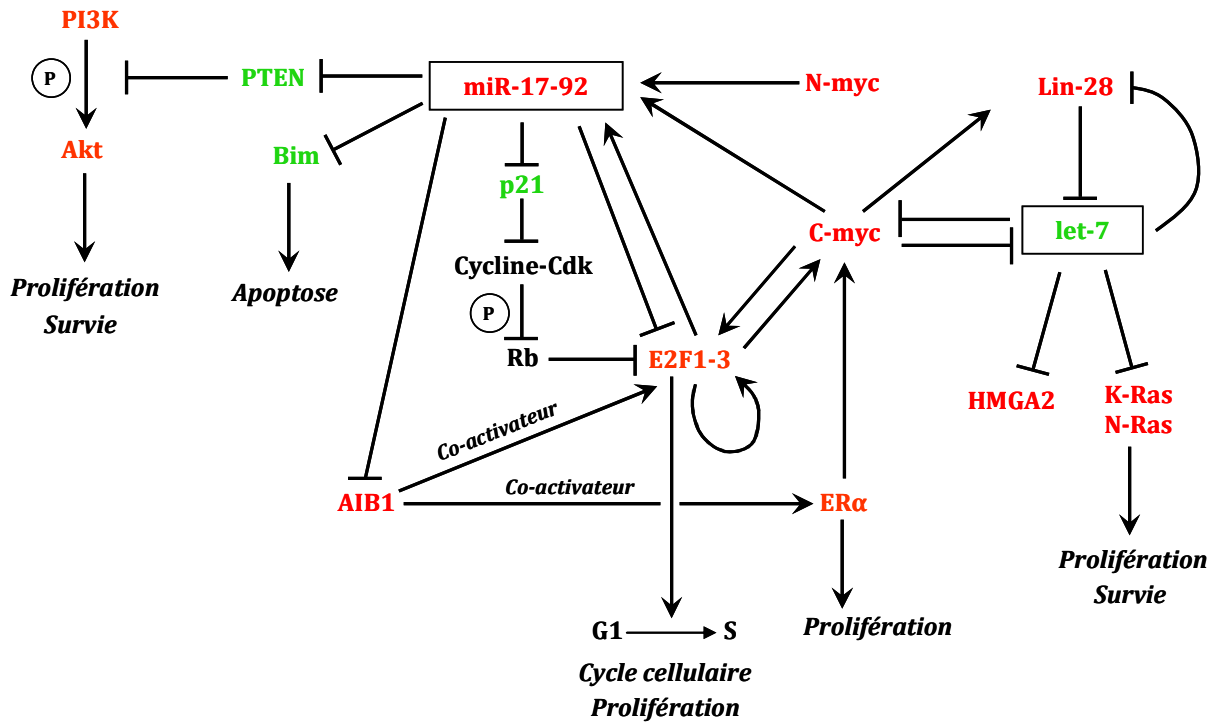 PI3K
P
PTEN
miR-17-92
N-myc
Lin-28
Akt
Bim
p21
C-myc
let-7
Cycline-Cdk
Prolifération
Survie
Apoptose
P
Rb
E2F1-3
HMGA2
K-Ras
N-Ras
Co-activateur
Co-activateur
AIB1
ERα
Prolifération
Survie
G1
S
Prolifération
Cycle cellulaire
Prolifération